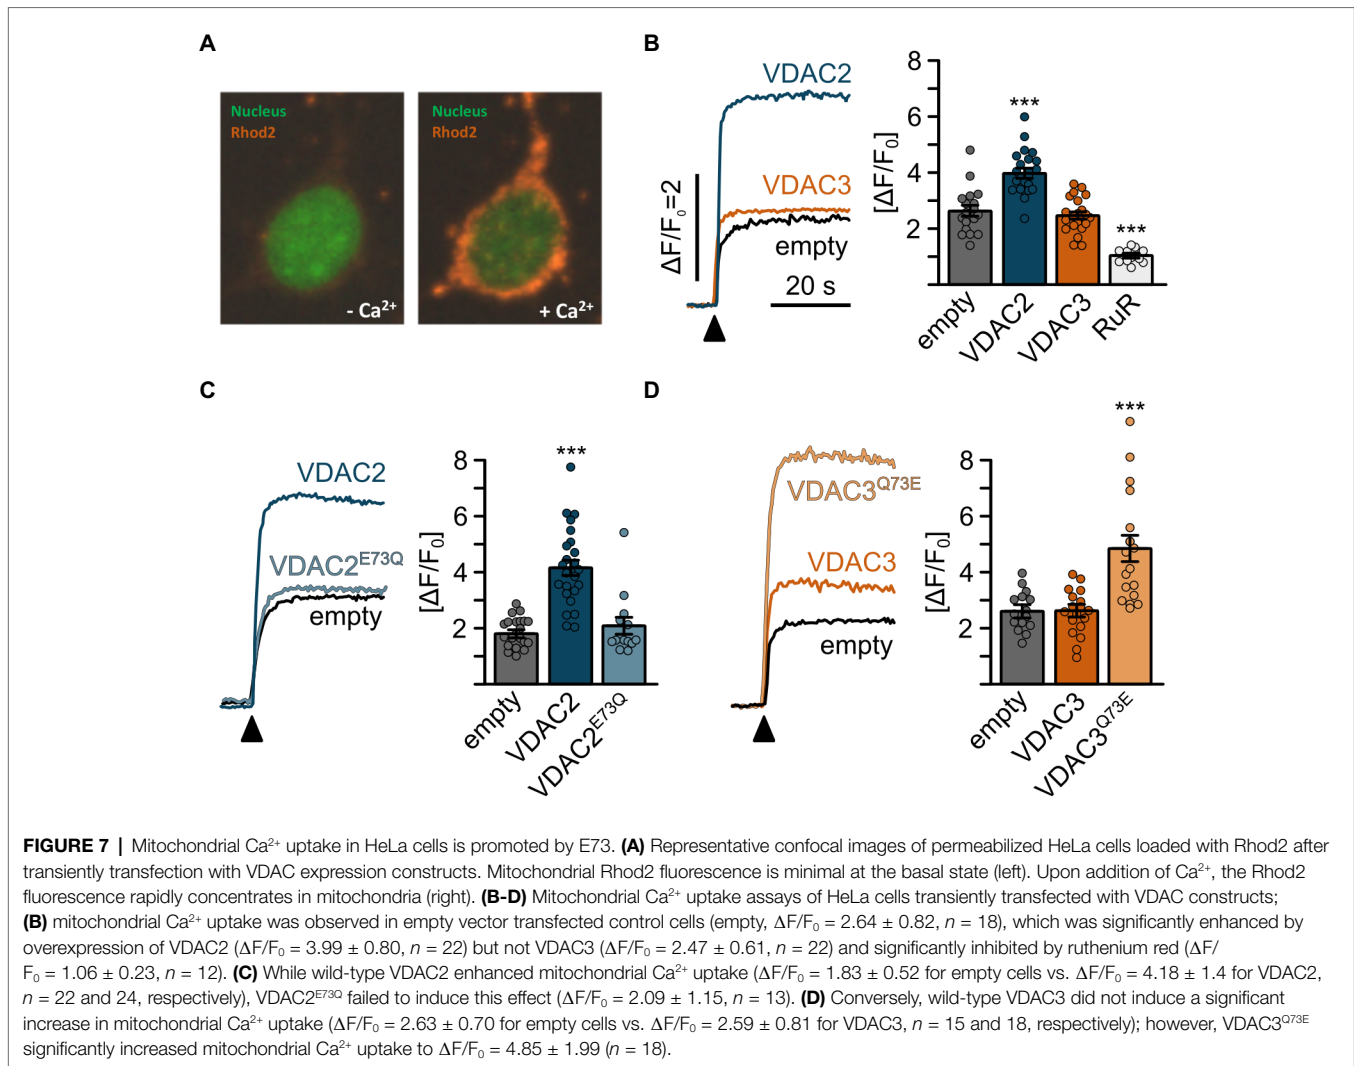 A
Nucleus
Rhod2
- Ca²⁺
Nucleus
Rhod2
+ Ca²⁺
B
VDAC2
VDAC3
empty
ΔF/F₀=2
20 s
[ΔF/F₀]
8
6
4
2
***
***
empty
VDAC2
VDAC3
RuR
C
VDAC2
VDAC2ᴱ⁷³Q
empty
[ΔF/F₀]
8
6
4
2
***
empty
VDAC2
VDAC2ᴱ⁷³Q
D
VDAC3Q⁷³ᴱ
VDAC3
empty
[ΔF/F₀]
8
6
4
2
***
empty
VDAC3
VDAC3Q⁷³ᴱ
FIGURE 7 | Mitochondrial Ca²⁺ uptake in HeLa cells is promoted by E73. (A) Representative confocal images of permeabilized HeLa cells loaded with Rhod2 after
transiently transfection with VDAC expression constructs. Mitochondrial Rhod2 fluorescence is minimal at the basal state (left). Upon addition of Ca²⁺, the Rhod2
fluorescence rapidly concentrates in mitochondria (right). (B-D) Mitochondrial Ca²⁺ uptake assays of HeLa cells transiently transfected with VDAC constructs;
(B) mitochondrial Ca²⁺ uptake was observed in empty vector transfected control cells (empty, ΔF/F₀ = 2.64 ± 0.82, n = 18), which was significantly enhanced by
overexpression of VDAC2 (ΔF/F₀ = 3.99 ± 0.80, n = 22) but not VDAC3 (ΔF/F₀ = 2.47 ± 0.61, n = 22) and significantly inhibited by ruthenium red (ΔF/
F₀ = 1.06 ± 0.23, n = 12). (C) While wild-type VDAC2 enhanced mitochondrial Ca²⁺ uptake (ΔF/F₀ = 1.83 ± 0.52 for empty cells vs. ΔF/F₀ = 4.18 ± 1.4 for VDAC2,
n = 22 and 24, respectively), VDAC2ᴱ⁷³Q failed to induce this effect (ΔF/F₀ = 2.09 ± 1.15, n = 13). (D) Conversely, wild-type VDAC3 did not induce a significant
increase in mitochondrial Ca²⁺ uptake (ΔF/F₀ = 2.63 ± 0.70 for empty cells vs. ΔF/F₀ = 2.59 ± 0.81 for VDAC3, n = 15 and 18, respectively); however, VDAC3Q⁷³ᴱ
significantly increased mitochondrial Ca²⁺ uptake to ΔF/F₀ = 4.85 ± 1.99 (n = 18).